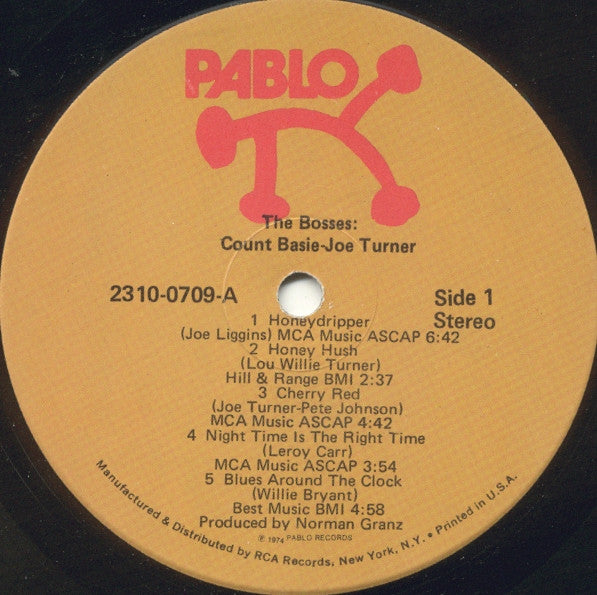 PABLO
The Bosses:
Count Basie-Joe Turner
2310-0709-A
Side 1
Stereo
1 Honeydripper
(Joe Liggins) MCA Music ASCAP 6:42
2 Honey Hush
(Lou Willie Turner)
Hill & Range BMI 2:37
3 Cherry Red
(Joe Turner-Pete Johnson)
MCA Music ASCAP 4:42
4 Night Time Is The Right Time
(Leroy Carr)
MCA Music ASCAP 3:54
5 Blues Around The Clock
(Willie Bryant)
Best Music BMI 4:58
Produced by Norman Granz
℗ 1974 PABLO RECORDS
Manufactured & Distributed by RCA Records, New York, N.Y. • Printed in U.S.A.